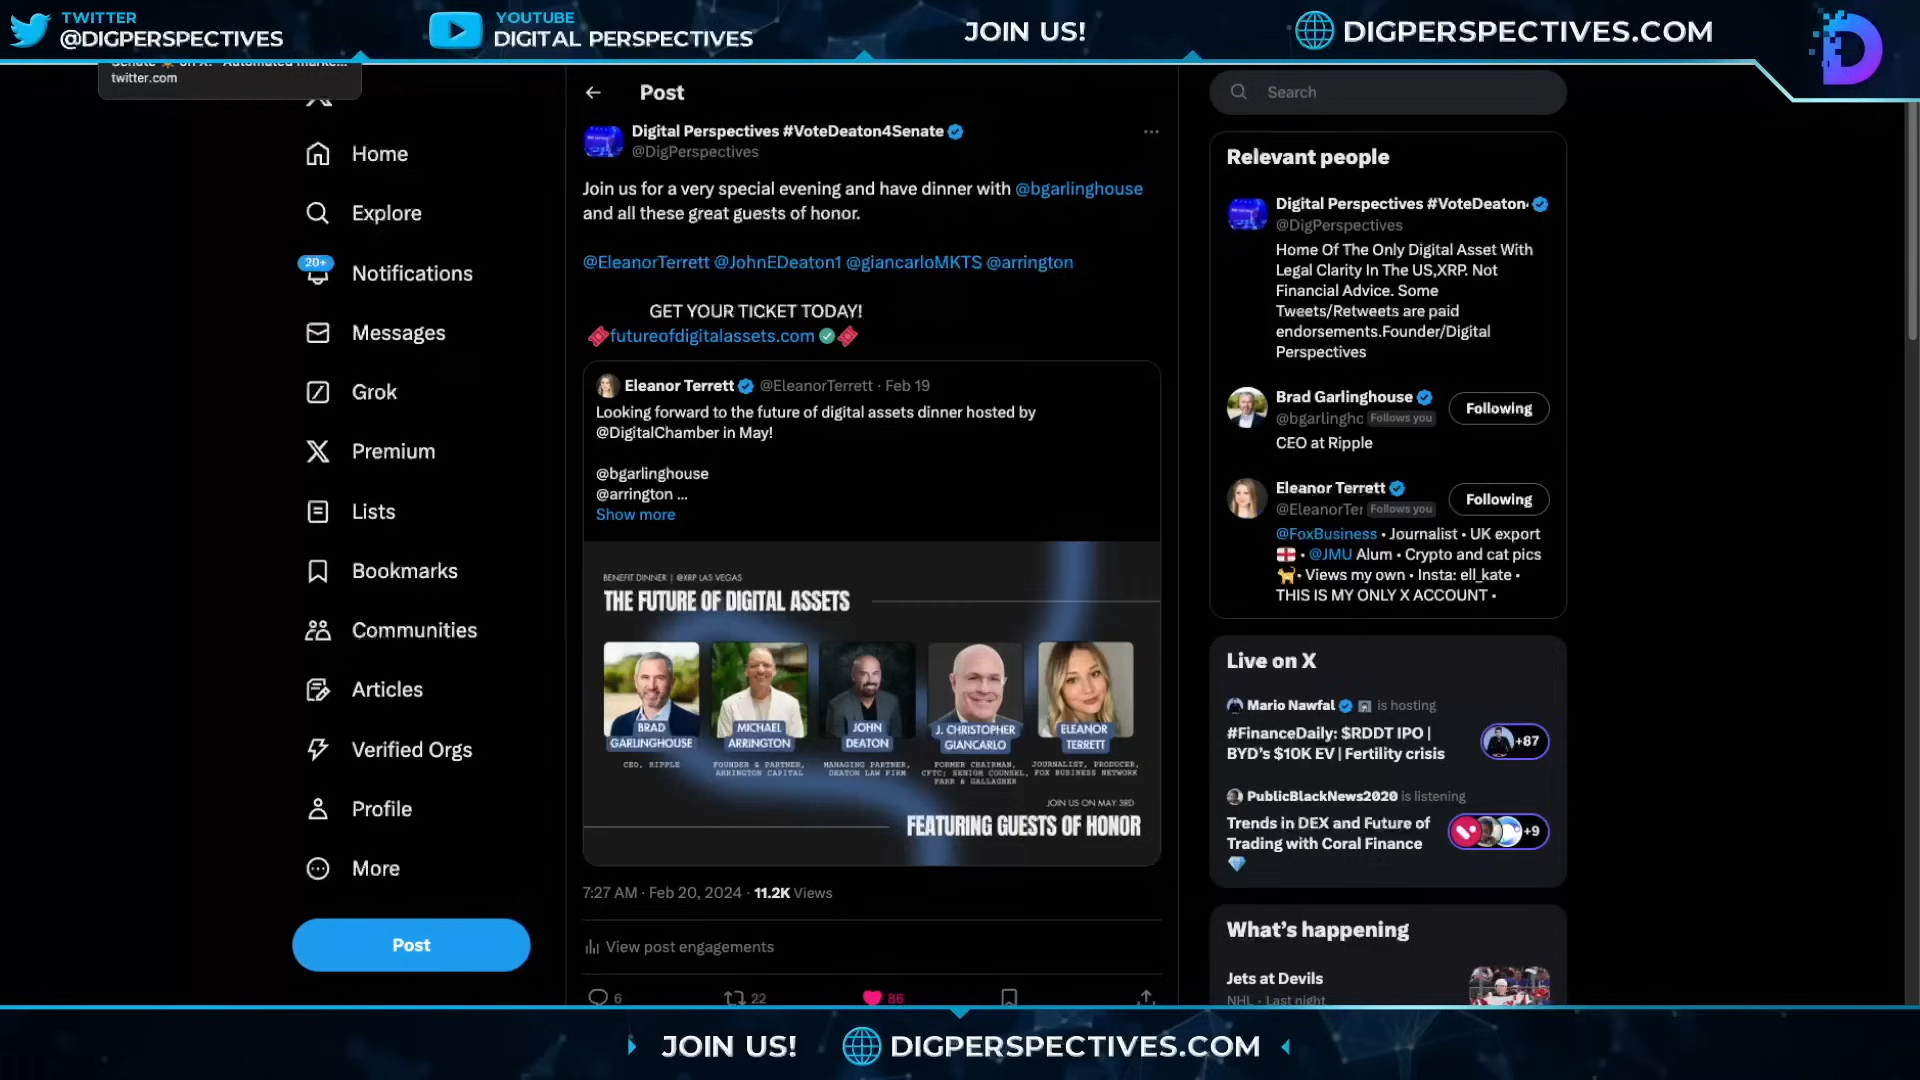 TWITTER
@DIGPERSPECTIVES
YOUTUBE
DIGITAL PERSPECTIVES
JOIN US!
DIGPERSPECTIVES.COM
twitter.com
Home
Explore
20+
Notifications
Messages
Grok
Premium
Lists
Bookmarks
Communities
Articles
Verified Orgs
Profile
More
Post
Post
Digital Perspectives #VoteDeaton4Senate
@DigPerspectives
Join us for a very special evening and have dinner with @bgarlinghouse
and all these great guests of honor.
@EleanorTerrett @JohnEDeaton1 @giancarloMKTS @arrington
GET YOUR TICKET TODAY!
futureofdigitalassets.com
Eleanor Terrett @EleanorTerrett · Feb 19
Looking forward to the future of digital assets dinner hosted by
@DigitalChamber in May!
@bgarlinghouse
@arrington ...
Show more
BENEFIT DINNER | @XRP LAS VEGAS
THE FUTURE OF DIGITAL ASSETS
BRAD
GARLINGHOUSE
CEO, RIPPLE
MICHAEL
ARRINGTON
FOUNDER & PARTNER,
ARRINGTON CAPITAL
JOHN
DEATON
MANAGING PARTNER,
DEATON LAW FIRM
J. CHRISTOPHER
GIANCARLO
FORMER CHAIRMAN,
CFTC; SENIOR COUNSEL,
FARR & GALLAGHER
ELEANOR
TERRETT
JOURNALIST, PRODUCER,
FOX BUSINESS NETWORK
JOIN US ON MAY 3RD
FEATURING GUESTS OF HONOR
7:27 AM · Feb 20, 2024 · 11.2K Views
View post engagements
6
22
86
Search
Relevant people
Digital Perspectives #VoteDeaton
@DigPerspectives
Home Of The Only Digital Asset With
Legal Clarity In The US,XRP. Not
Financial Advice. Some
Tweets/Retweets are paid
endorsements.Founder/Digital
Perspectives
Brad Garlinghouse
@bgarlinghc Follows you
Following
CEO at Ripple
Eleanor Terrett
@EleanorTer Follows you
Following
@FoxBusiness • Journalist • UK export
• @JMU Alum • Crypto and cat pics
• Views my own • Insta: ell_kate •
THIS IS MY ONLY X ACCOUNT •
Live on X
Mario Nawfal is hosting
#FinanceDaily: $RDDT IPO |
BYD's $10K EV | Fertility crisis
+87
PublicBlackNews2020 is listening
Trends in DEX and Future of
Trading with Coral Finance
+9
What's happening
Jets at Devils
NHL · Last night
JOIN US!
DIGPERSPECTIVES.COM